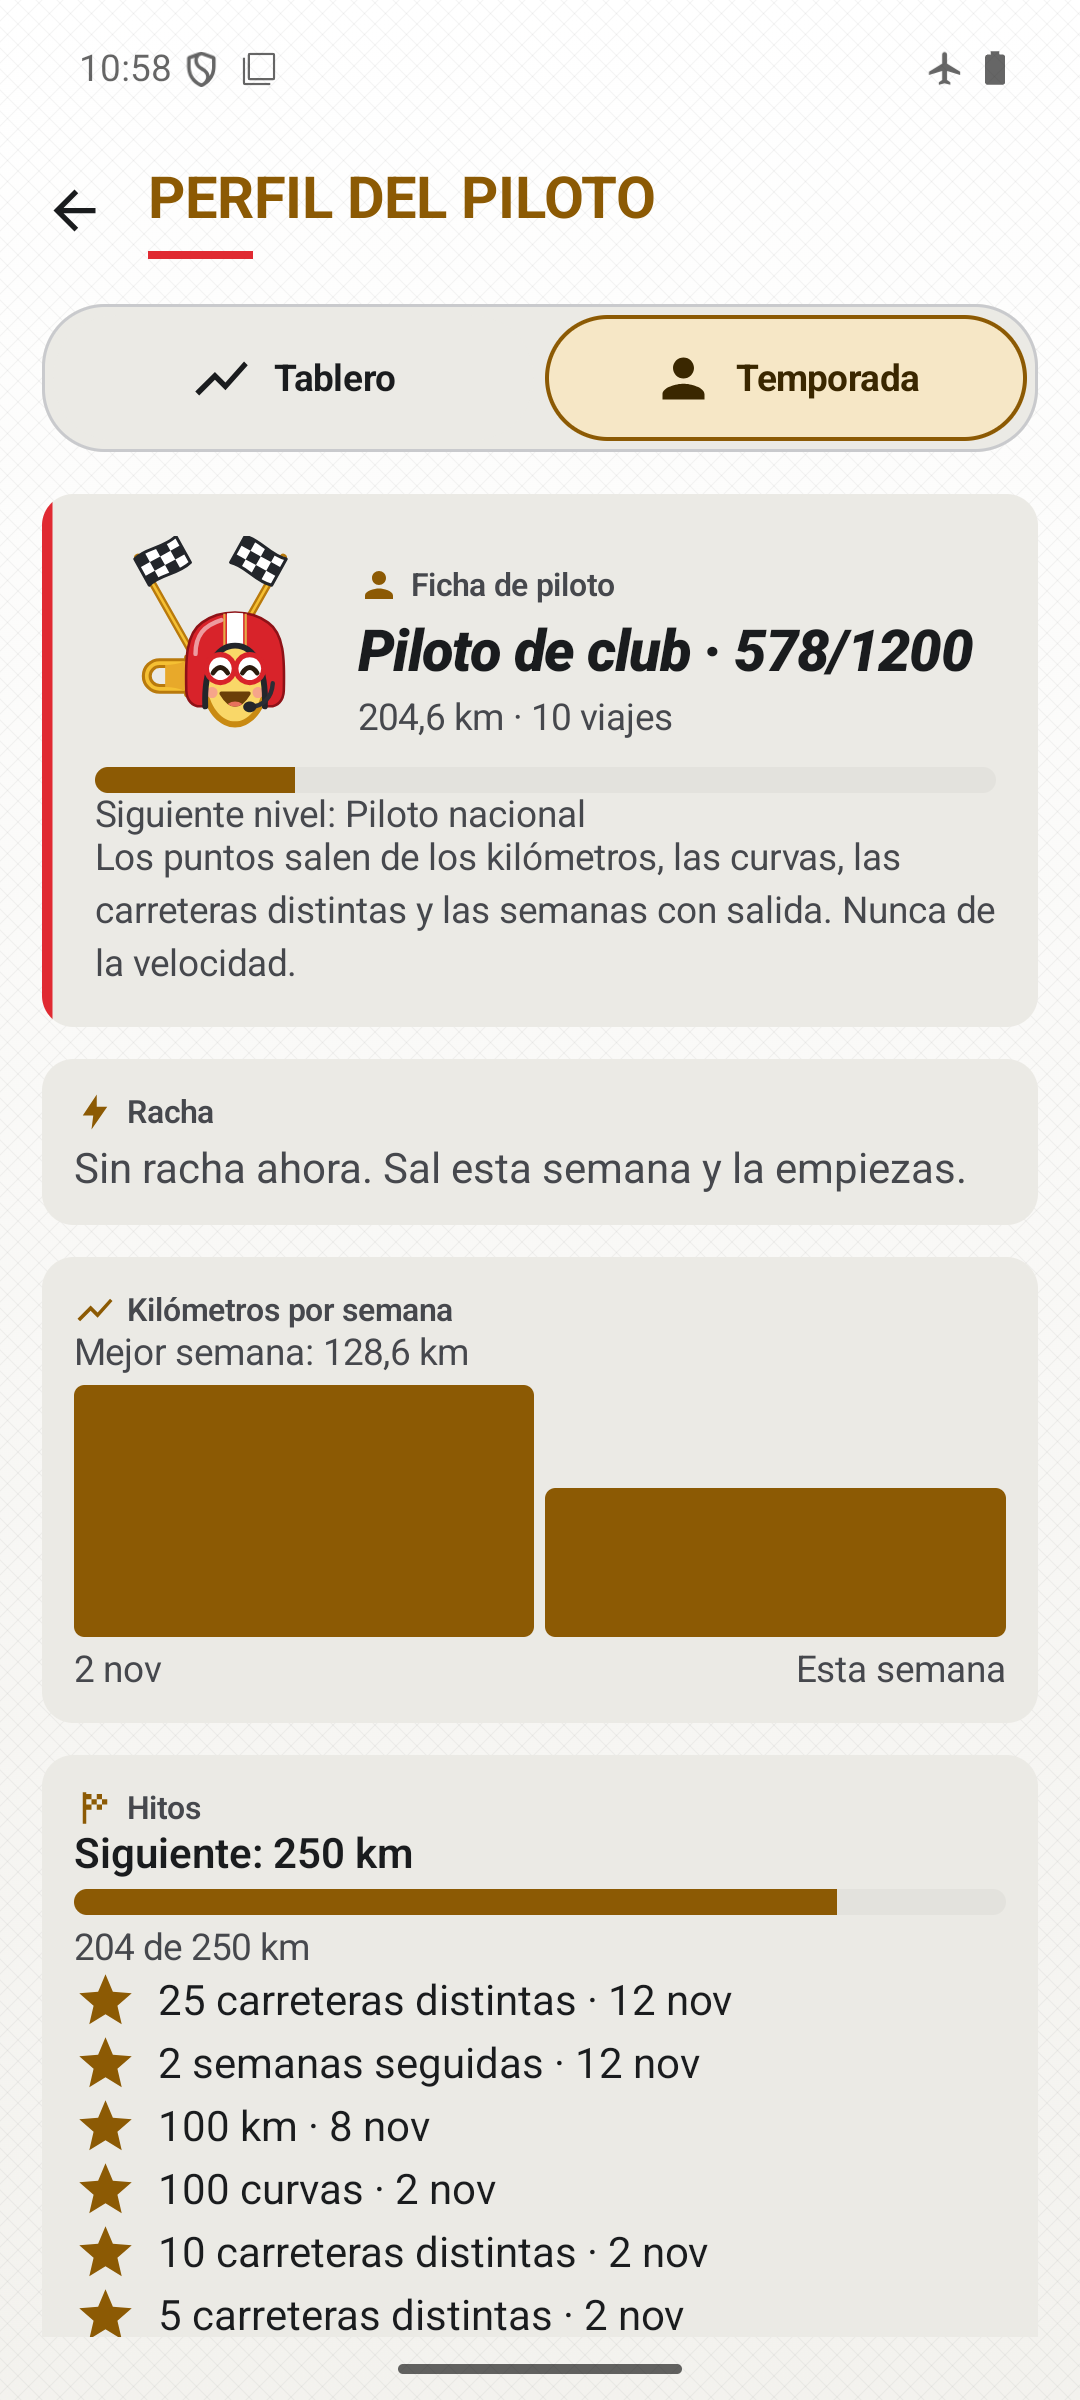 10:58
PERFIL DEL PILOTO
Tablero
Temporada
Ficha de piloto
Piloto de club · 578/1200
204,6 km · 10 viajes
Siguiente nivel: Piloto nacional
Los puntos salen de los kilómetros, las curvas, las
carreteras distintas y las semanas con salida. Nunca de
la velocidad.
Racha
Sin racha ahora. Sal esta semana y la empiezas.
Kilómetros por semana
Mejor semana: 128,6 km
2 nov
Esta semana
Hitos
Siguiente: 250 km
204 de 250 km
25 carreteras distintas · 12 nov
2 semanas seguidas · 12 nov
100 km · 8 nov
100 curvas · 2 nov
10 carreteras distintas · 2 nov
5 carreteras distintas · 2 nov